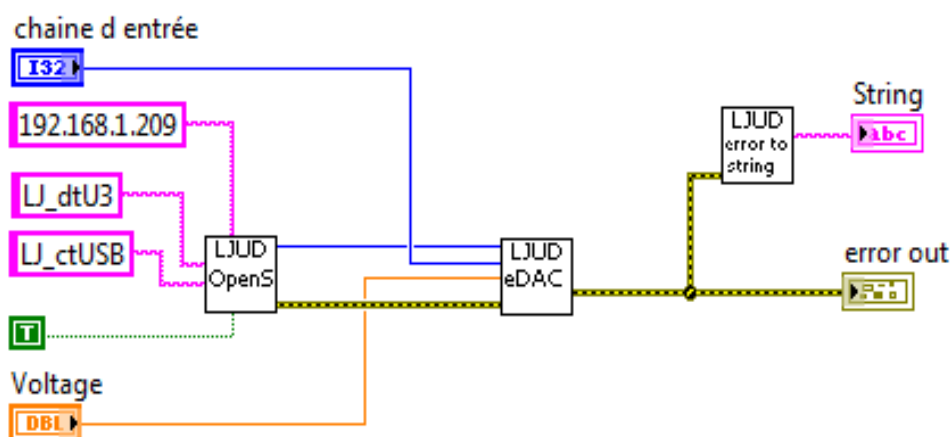 chaine d entrée
I32
192.168.1.209
LJ_dtU3
LJ_ctUSB
T
Voltage
DBL
LJUD
OpenS
LJUD
eDAC
LJUD
error to
string
String
abc
error out